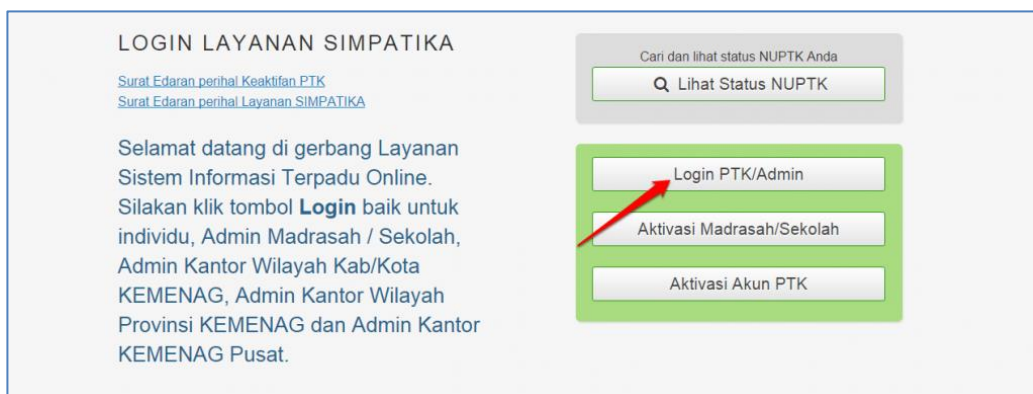 LOGIN LAYANAN SIMPATIKA
Surat Edaran perihal Keaktifan PTK
Surat Edaran perihal Layanan SIMPATIKA
Selamat datang di gerbang Layanan
Sistem Informasi Terpadu Online.
Silakan klik tombol Login baik untuk
individu, Admin Madrasah / Sekolah,
Admin Kantor Wilayah Kab/Kota
KEMENAG, Admin Kantor Wilayah
Provinsi KEMENAG dan Admin Kantor
KEMENAG Pusat.
Cari dan lihat status NUPTK Anda
Lihat Status NUPTK
Login PTK/Admin
Aktivasi Madrasah/Sekolah
Aktivasi Akun PTK